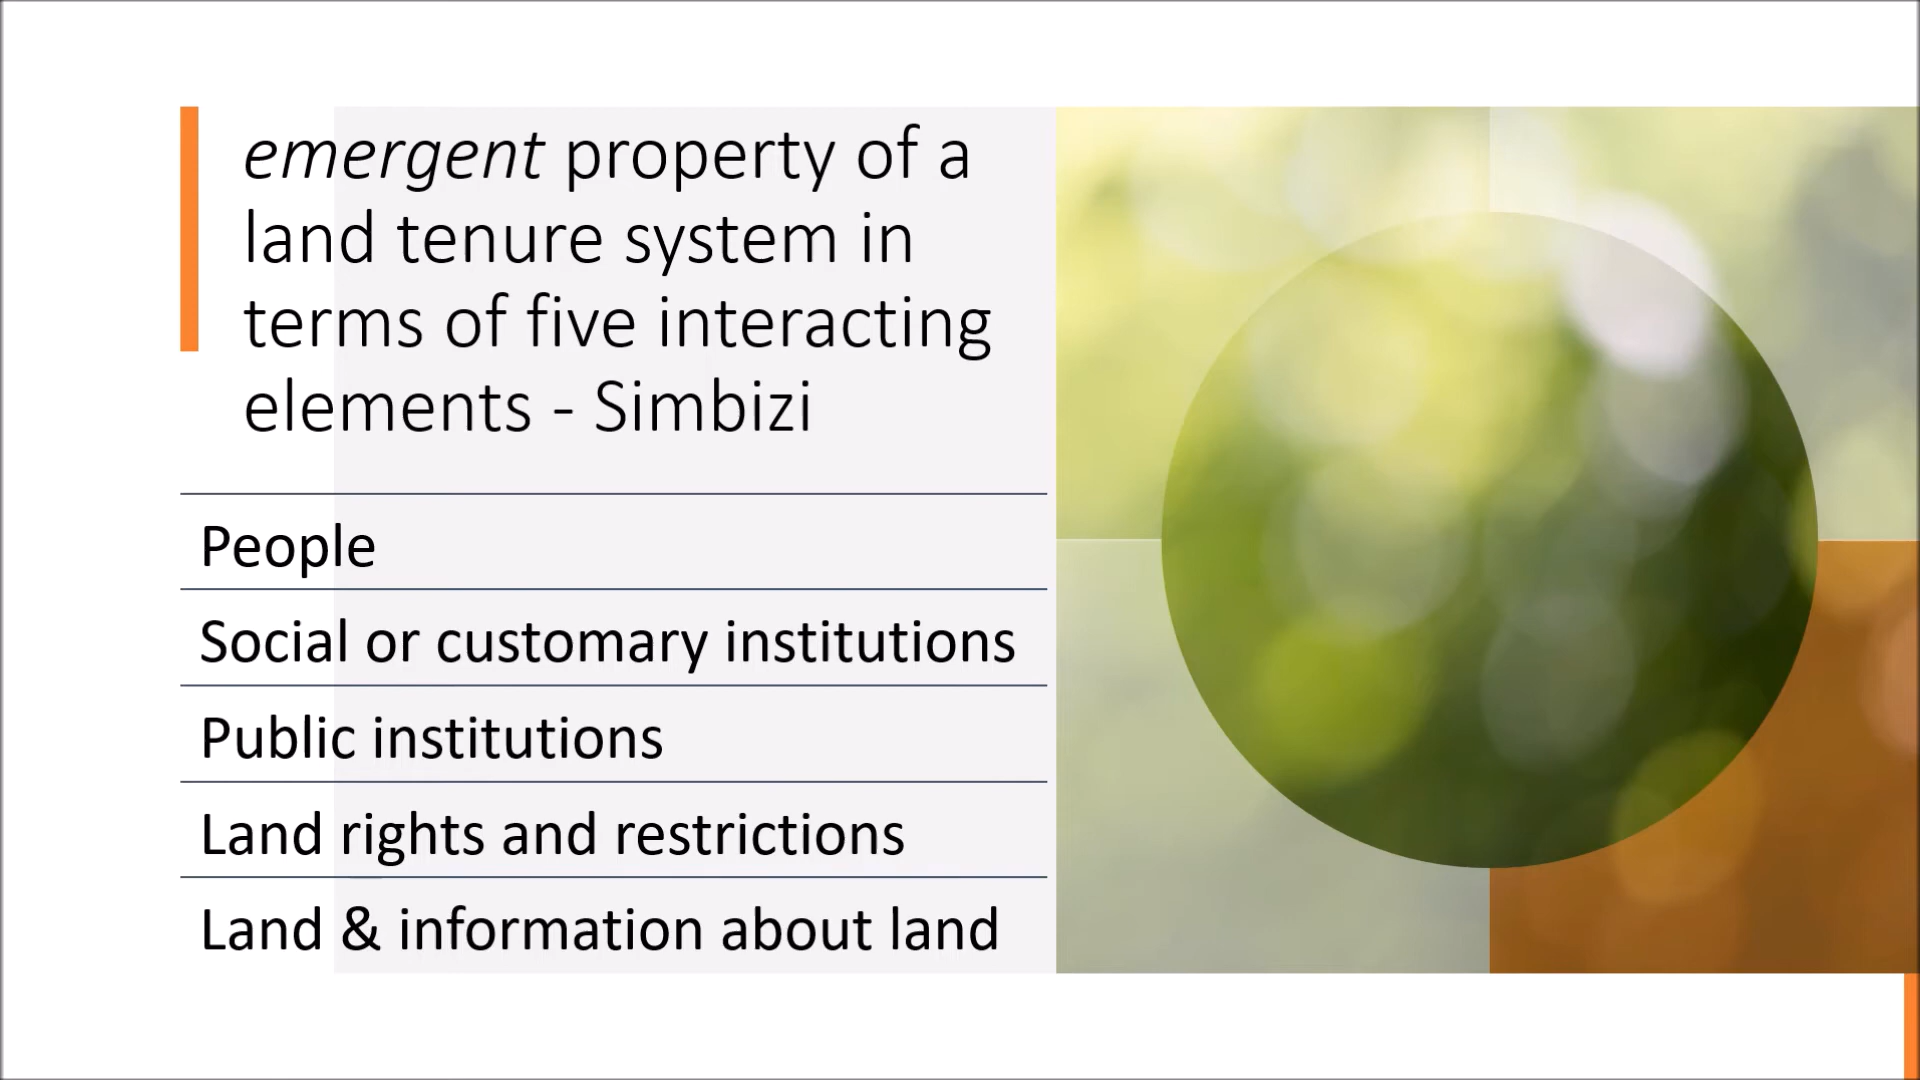 emergent property of a
land tenure system in
terms of five interacting
elements - Simbizi
People
Social or customary institutions
Public institutions
Land rights and restrictions
Land & information about land